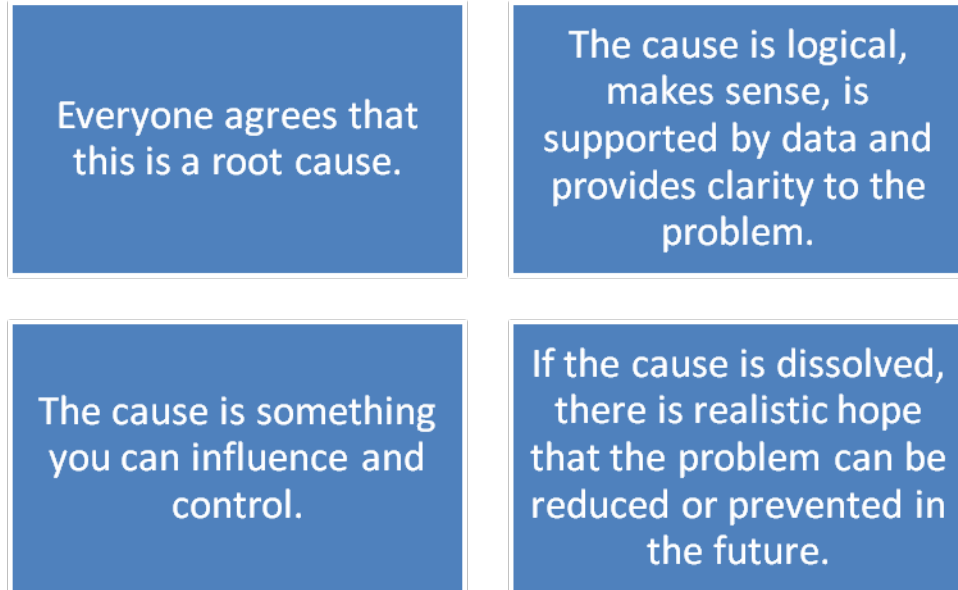 Everyone agrees that
this is a root cause.
The cause is logical,
makes sense, is
supported by data and
provides clarity to the
problem.
The cause is something
you can influence and
control.
If the cause is dissolved,
there is realistic hope
that the problem can be
reduced or prevented in
the future.